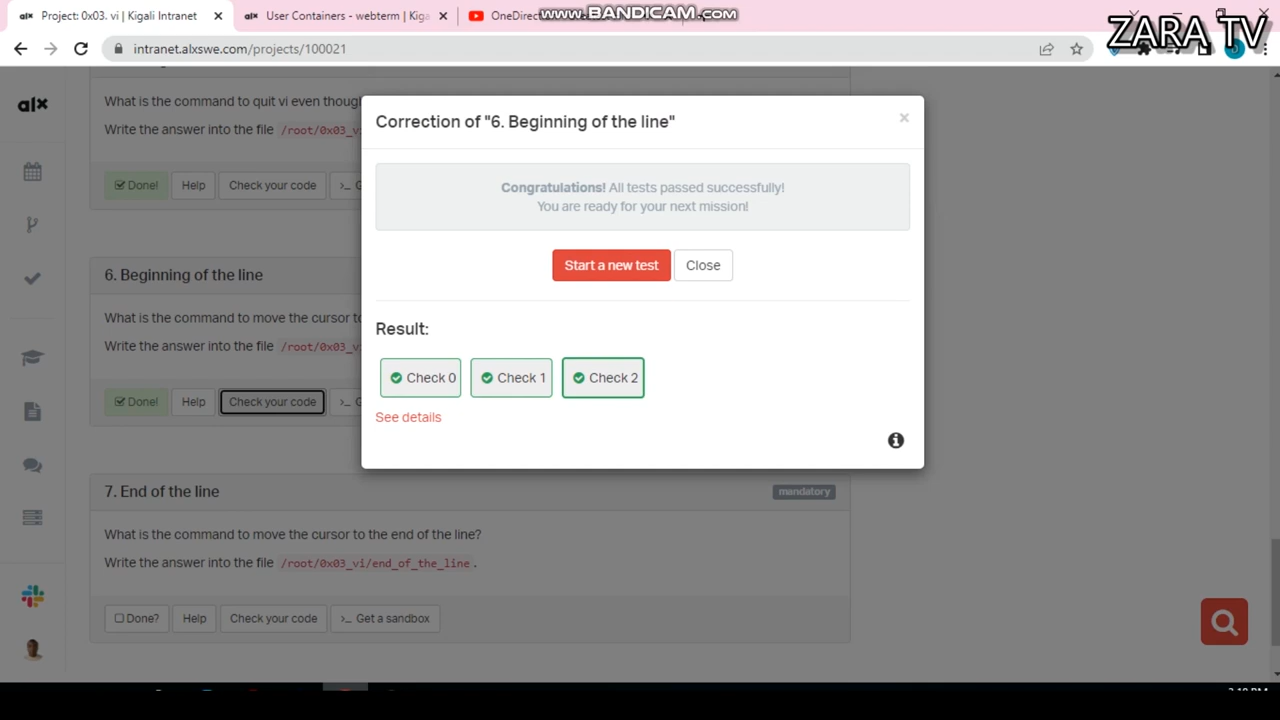 Project: 0x03. vi | Kigali Intranet
User Containers - webterm | Kiga
OneDirect
www.BANDICAM.com
ZARA TV
intranet.alxswe.com/projects/100021
alx
What is the command to quit vi even thoug
Write the answer into the file /root/0x03_vi
Done!
Help
Check your code
>_ G
Correction of "6. Beginning of the line"
×
Congratulations! All tests passed successfully!
You are ready for your next mission!
Start a new test
Close
Result:
Check 0
Check 1
Check 2
See details
6. Beginning of the line
What is the command to move the cursor to
Write the answer into the file /root/0x03_vi
Done!
Help
Check your code
>_ G
7. End of the line
mandatory
What is the command to move the cursor to the end of the line?
Write the answer into the file /root/0x03_vi/end_of_the_line.
Done?
Help
Check your code
>_ Get a sandbox